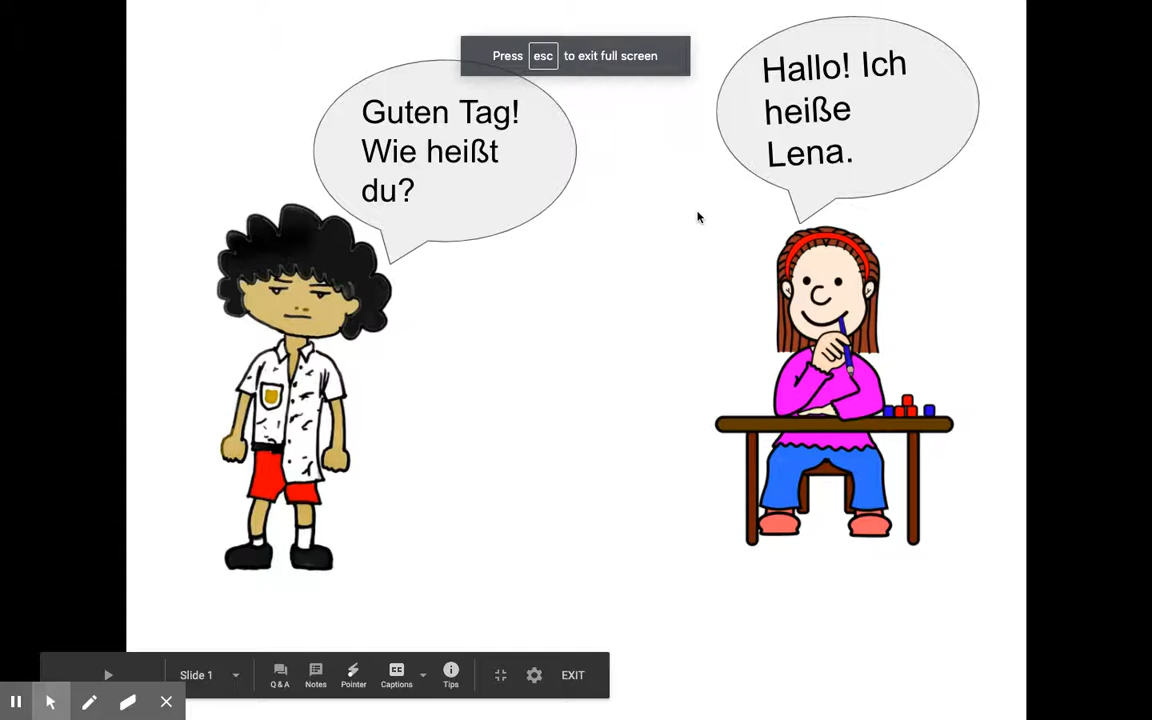 Press esc to exit full screen
Guten Tag!
Wie heißt
du?
Hallo! Ich
heiße
Lena.
Slide 1
Q & A
Notes
Pointer
Captions
Tips
EXIT